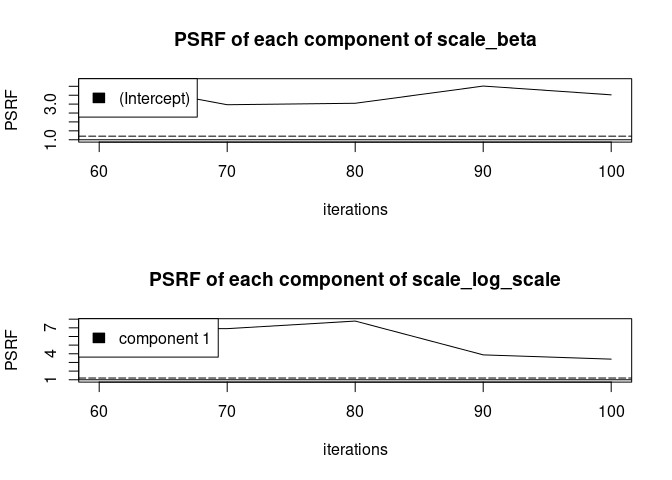 PSRF of each component of scale_beta
PSRF
1.0 3.0
(Intercept)
60 70 80 90 100
iterations
PSRF of each component of scale_log_scale
PSRF
1 4 7
component 1
60 70 80 90 100
iterations